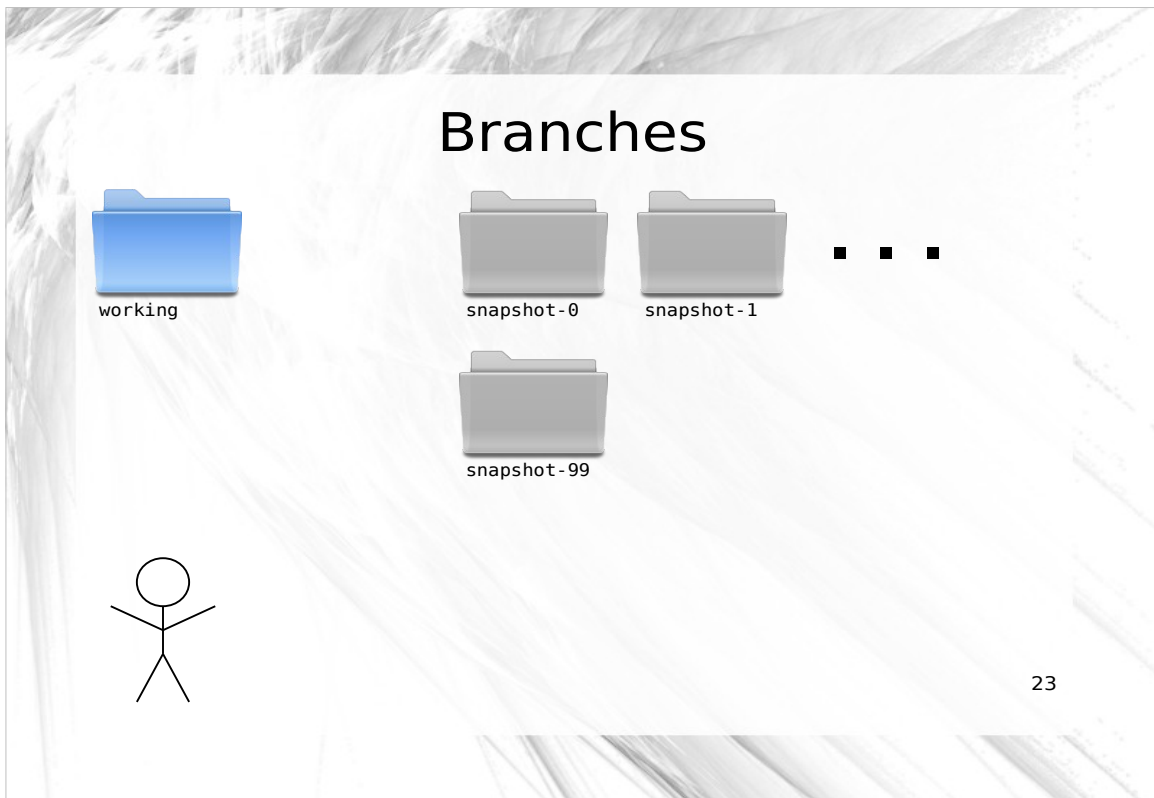 Branches
working
snapshot-0
snapshot-1
. . .
snapshot-99
23